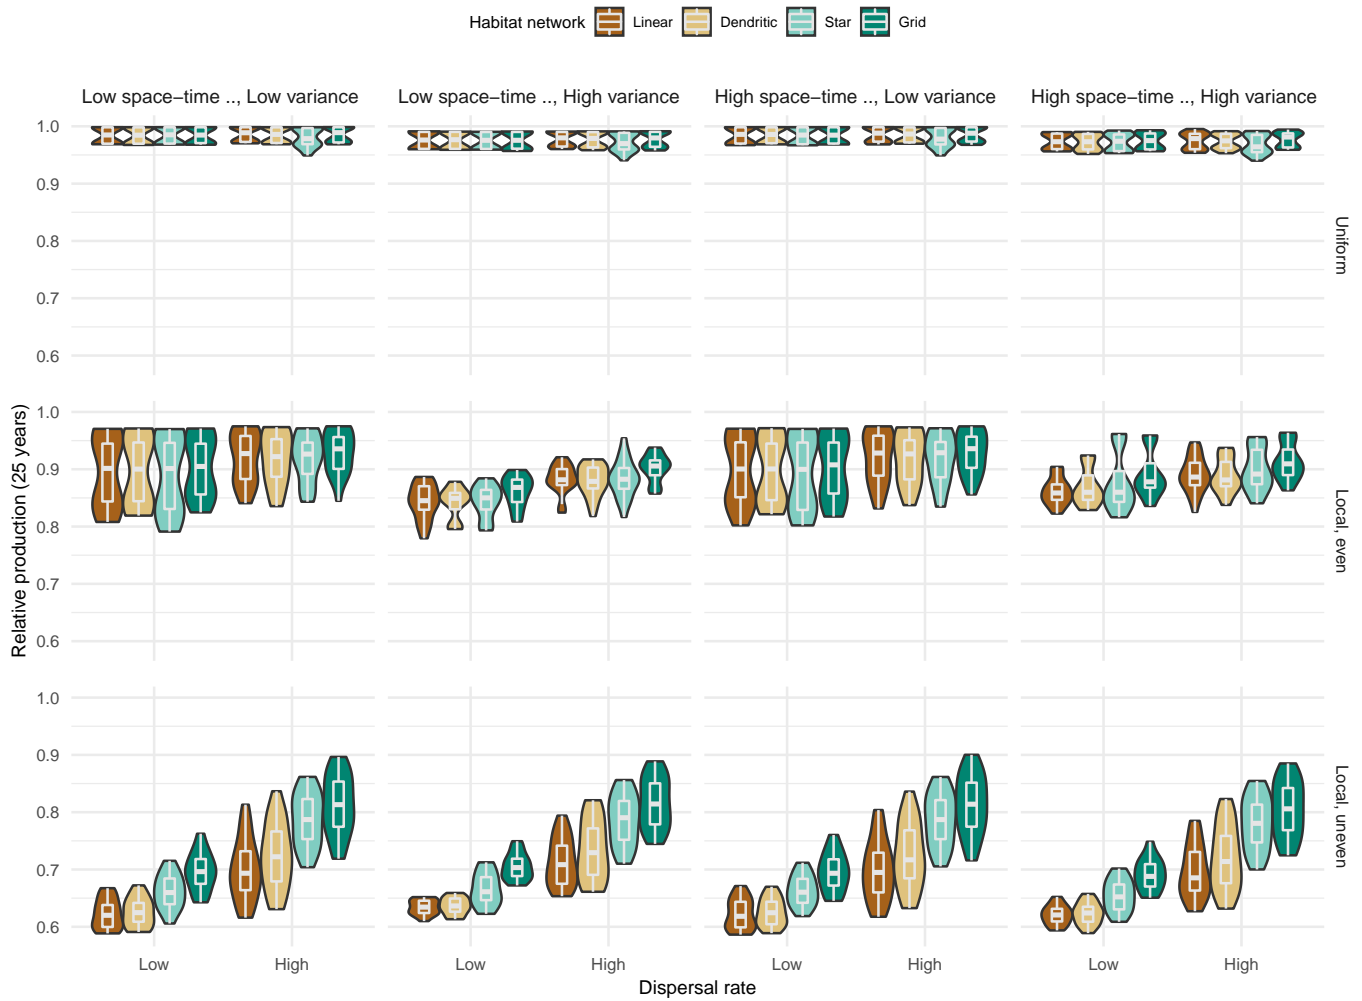 Habitat network Linear Dendritic Star Grid
Low space−time .., Low variance
Low space−time .., High variance
High space−time .., Low variance
High space−time .., High variance
1.0
0.9
0.8
0.7
0.6
Uniform
1.0
0.9
0.8
0.7
0.6
Local, even
1.0
0.9
0.8
0.7
0.6
Local, uneven
Relative production (25 years)
Low High Low High Low High Low High
Dispersal rate